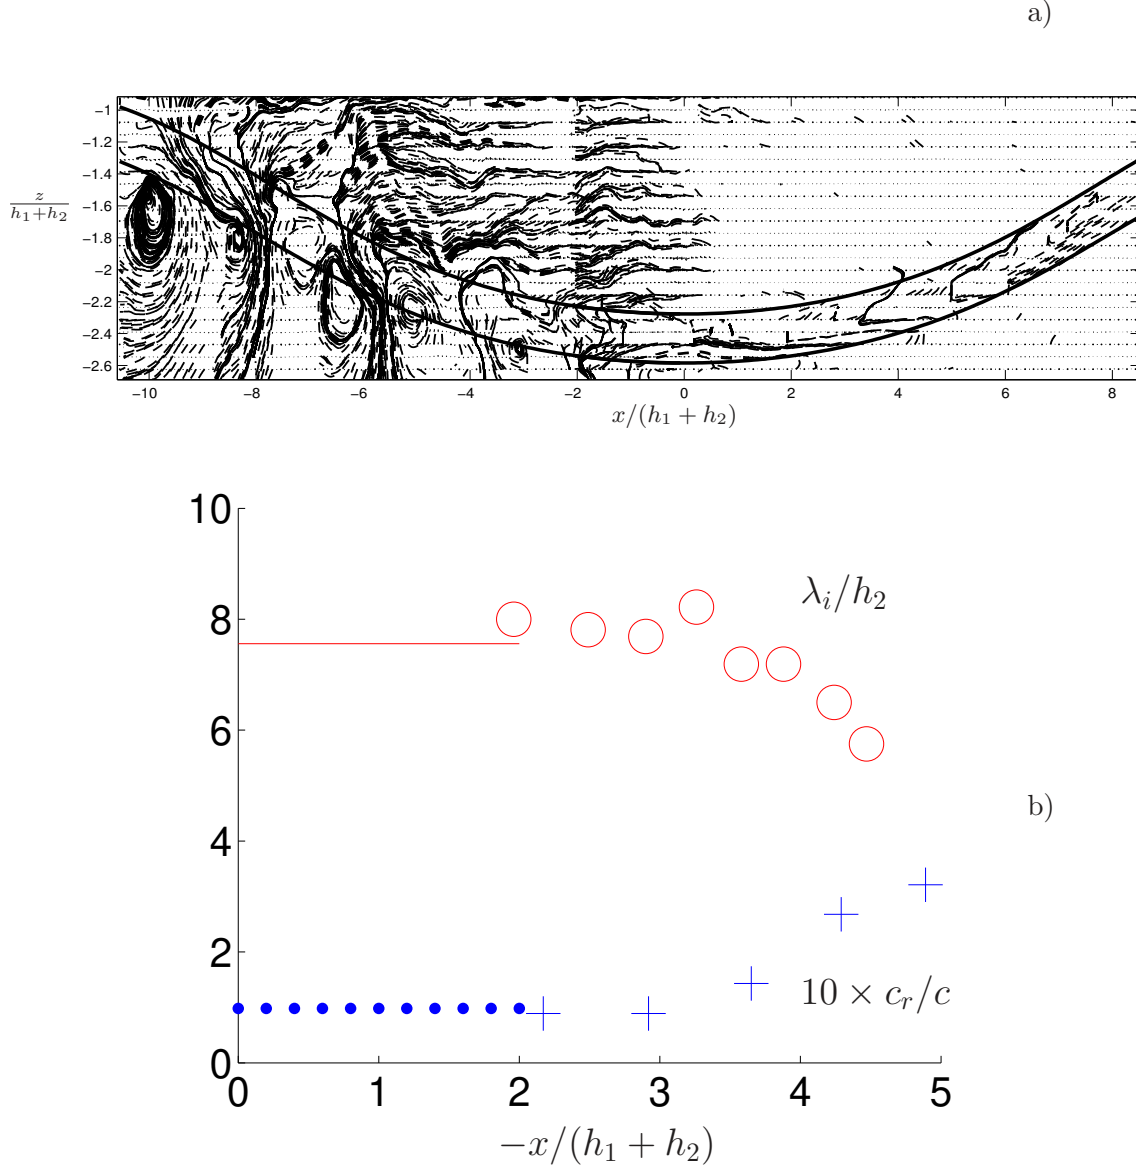 a)
−1
−1.2
−1.4
−1.6
−1.8
−2
−2.2
−2.4
−2.6
z
h₁+h₂
−10 −8 −6 −4 −2 0 2 4 6 8
x/(h₁ + h₂)
10
8
6
4
2
0
λᵢ/h₂
b)
10 × cᵣ/c
0 1 2 3 4 5
−x/(h₁ + h₂)